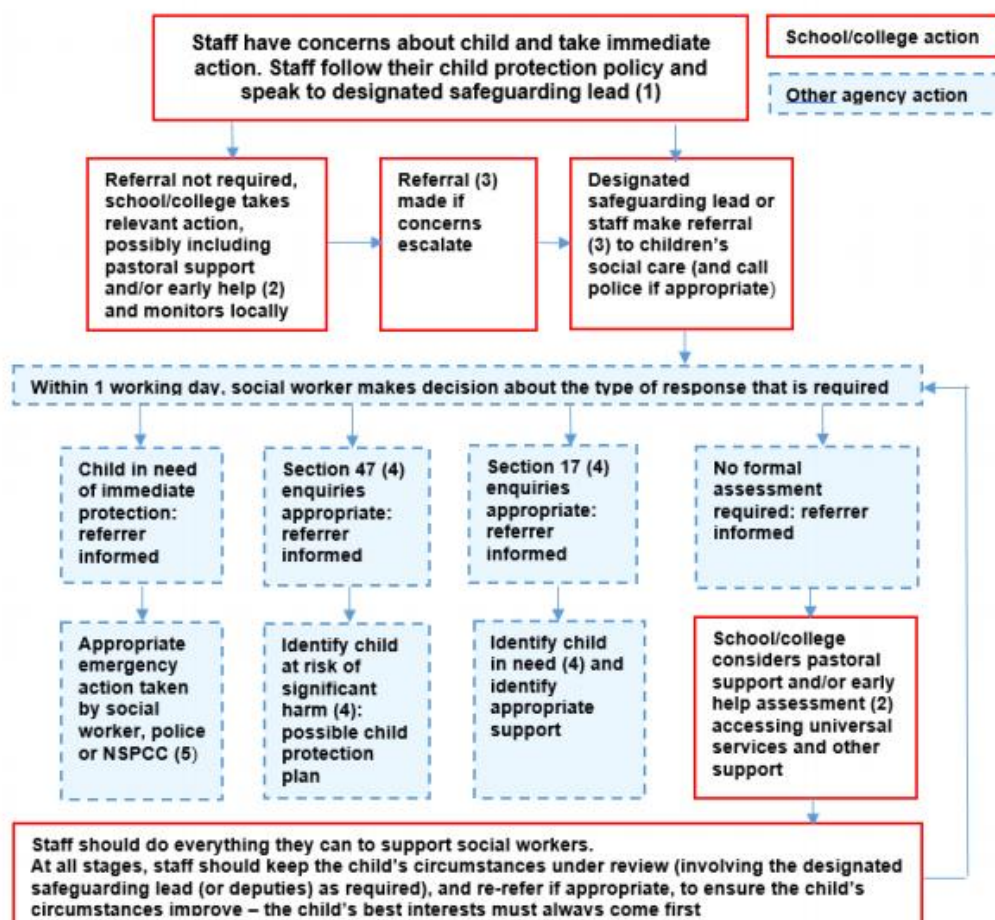 Staff have concerns about child and take immediate
action. Staff follow their child protection policy and
speak to designated safeguarding lead (1)
School/college action
Other agency action
Referral not required,
school/college takes
relevant action,
possibly including
pastoral support
and/or early help (2)
and monitors locally
Referral (3)
made if
concerns
escalate
Designated
safeguarding lead or
staff make referral
(3) to children's
social care (and call
police if appropriate)
Within 1 working day, social worker makes decision about the type of response that is required
Child in need
of immediate
protection:
referrer
informed
Section 47 (4)
enquiries
appropriate:
referrer
informed
Section 17 (4)
enquiries
appropriate:
referrer
informed
No formal
assessment
required: referrer
informed
Appropriate
emergency
action taken
by social
worker, police
or NSPCC (5)
Identify child
at risk of
significant
harm (4):
possible child
protection
plan
Identify child
in need (4) and
identify
appropriate
support
School/college
considers pastoral
support and/or early
help assessment (2)
accessing universal
services and other
support
Staff should do everything they can to support social workers.
At all stages, staff should keep the child's circumstances under review (involving the designated
safeguarding lead (or deputies) as required), and re-refer if appropriate, to ensure the child's
circumstances improve – the child's best interests must always come first